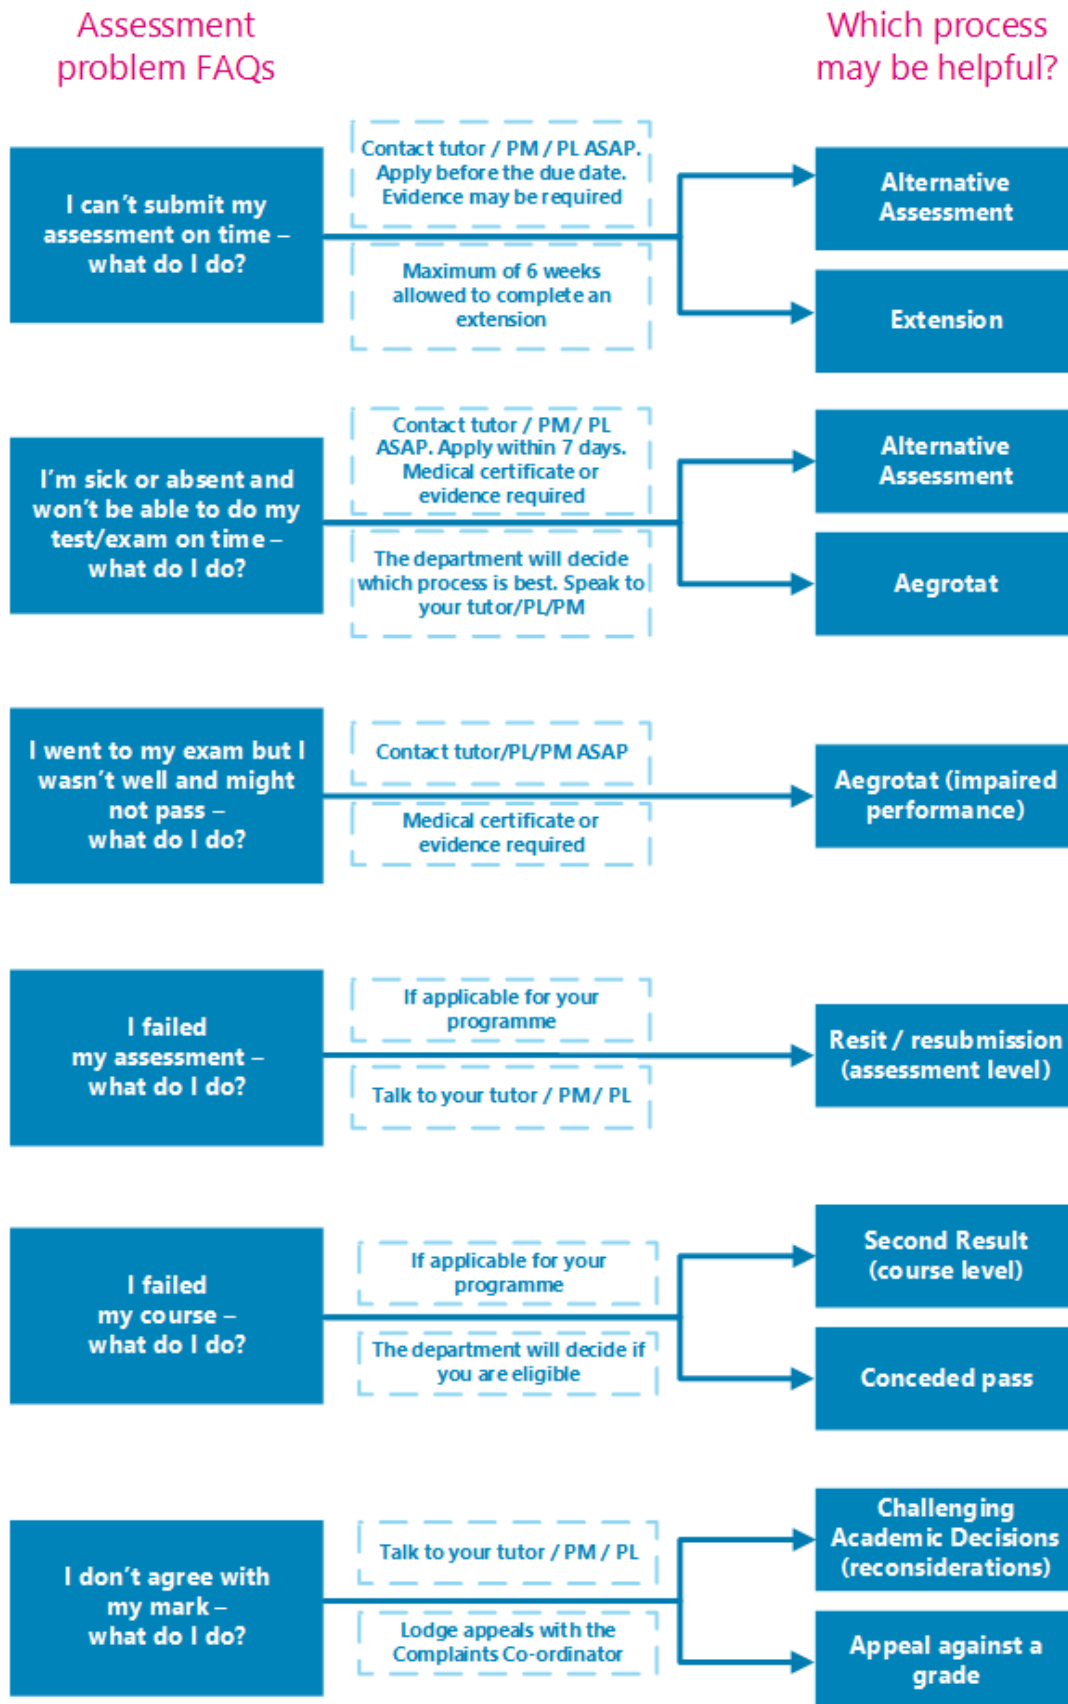 Assessment
problem FAQs
Which process
may be helpful?
I can't submit my
assessment on time –
what do I do?
Contact tutor / PM / PL ASAP.
Apply before the due date.
Evidence may be required
Maximum of 6 weeks
allowed to complete an
extension
Alternative
Assessment
Extension
I'm sick or absent and
won't be able to do my
test/exam on time –
what do I do?
Contact tutor / PM / PL
ASAP. Apply within 7 days.
Medical certificate or
evidence required
The department will decide
which process is best. Speak to
your tutor/PL/PM
Alternative
Assessment
Aegrotat
I went to my exam but I
wasn't well and might
not pass –
what do I do?
Contact tutor/PL/PM ASAP
Medical certificate or
evidence required
Aegrotat (impaired
performance)
I failed
my assessment –
what do I do?
If applicable for your
programme
Talk to your tutor / PM / PL
Resit / resubmission
(assessment level)
I failed
my course –
what do I do?
If applicable for your
programme
The department will decide if
you are eligible
Second Result
(course level)
Conceded pass
I don't agree with
my mark –
what do I do?
Talk to your tutor / PM / PL
Lodge appeals with the
Complaints Co-ordinator
Challenging
Academic Decisions
(reconsiderations)
Appeal against a
grade